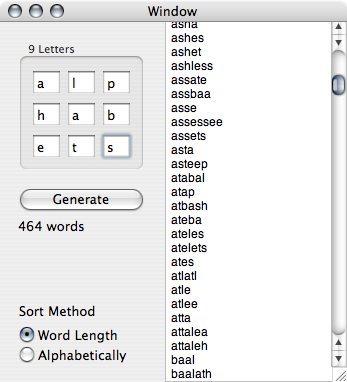 Window
9 Letters
a l p
h a b
e t s
Generate
464 words
Sort Method
Word Length
Alphabetically
asha
ashes
ashet
ashless
assate
assbaa
asse
assessee
assets
asta
asteep
atabal
atap
atbash
ateba
ateles
atelets
ates
atlatl
atle
atlee
atta
attalea
attaleh
baal
baalath